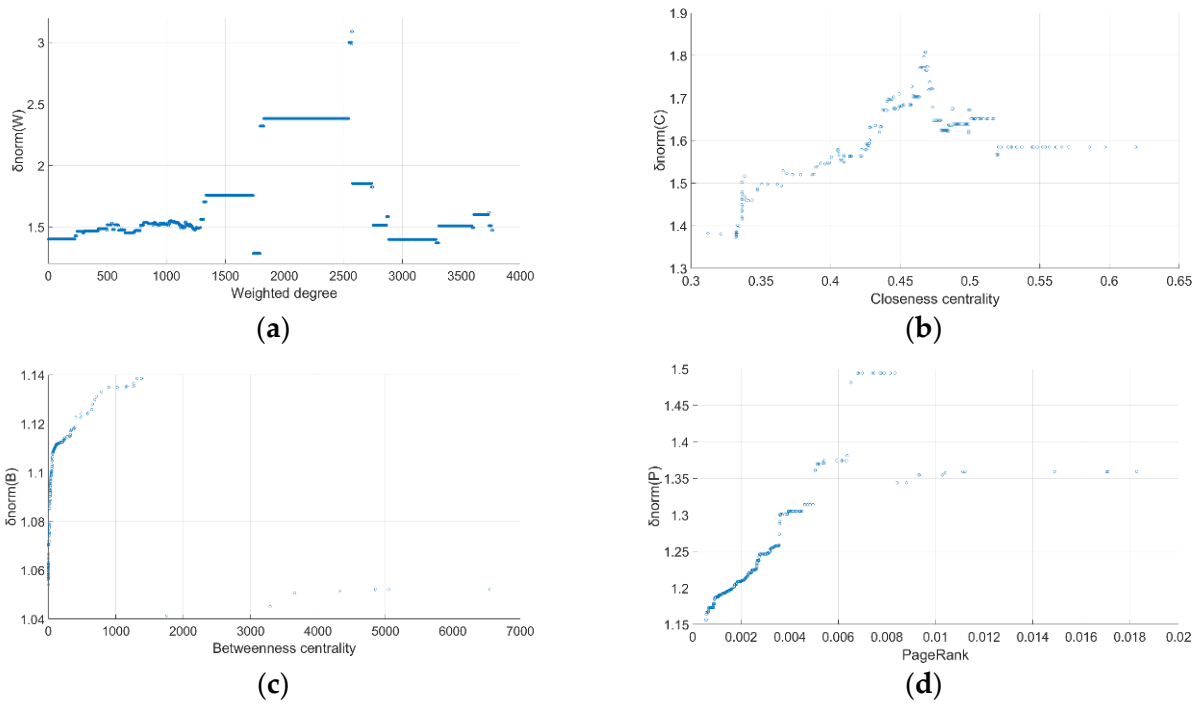 3
2.5
2
1.5
δnorm(W)
0 500 1000 1500 2000 2500 3000 3500 4000
Weighted degree
(a)
1.9
1.8
1.7
1.6
1.5
1.4
1.3
δnorm(C)
0.3 0.35 0.4 0.45 0.5 0.55 0.6 0.65
Closeness centrality
(b)
1.14
1.12
1.1
1.08
1.06
1.04
δnorm(B)
0 1000 2000 3000 4000 5000 6000 7000
Betweenness centrality
(c)
1.5
1.45
1.4
1.35
1.3
1.25
1.2
1.15
δnorm(P)
0 0.002 0.004 0.006 0.008 0.01 0.012 0.014 0.016 0.018 0.02
PageRank
(d)